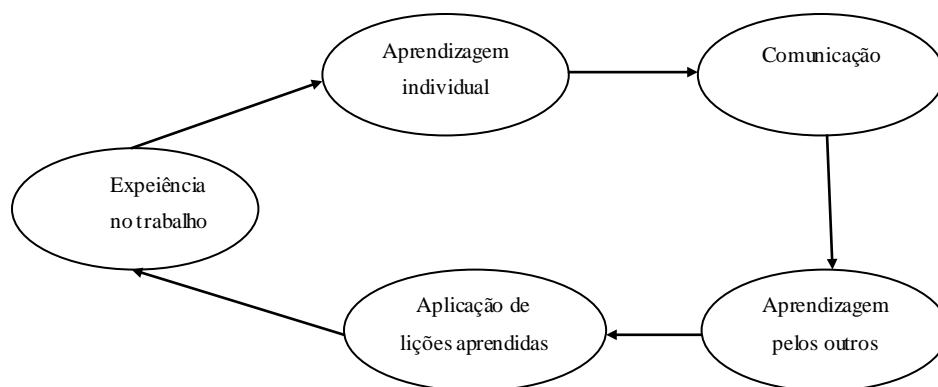 Aprendizagem
individual
Comunicação
Expeiência
no trabalho
Aplicação de
lições aprendidas
Aprendizagem
pelos outros